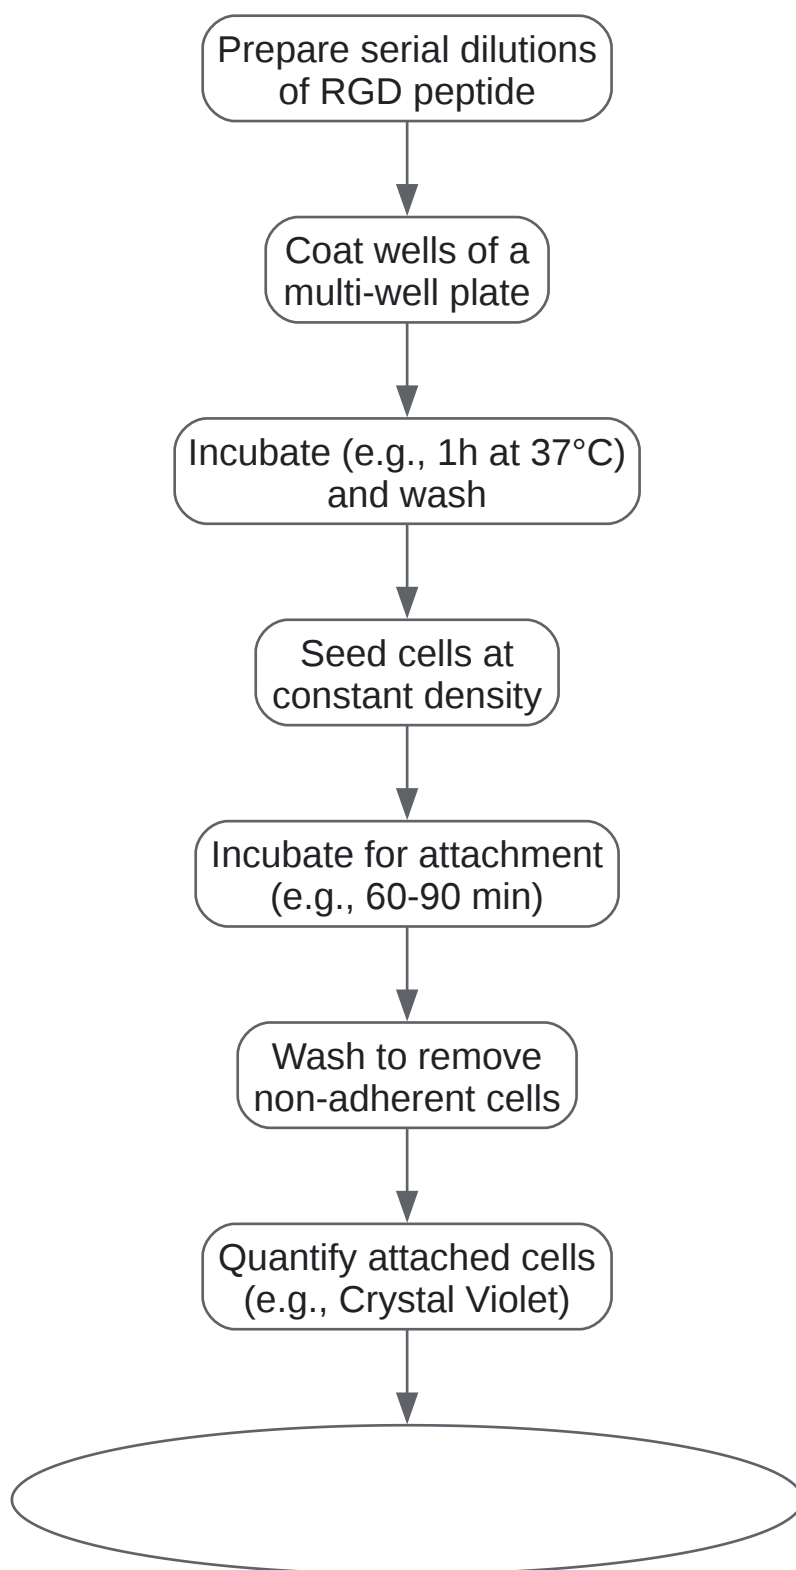 Prepare serial dilutions
of RGD peptide
Coat wells of a
multi-well plate
Incubate (e.g., 1h at 37°C)
and wash
Seed cells at
constant density
Incubate for attachment
(e.g., 60-90 min)
Wash to remove
non-adherent cells
Quantify attached cells
(e.g., Crystal Violet)